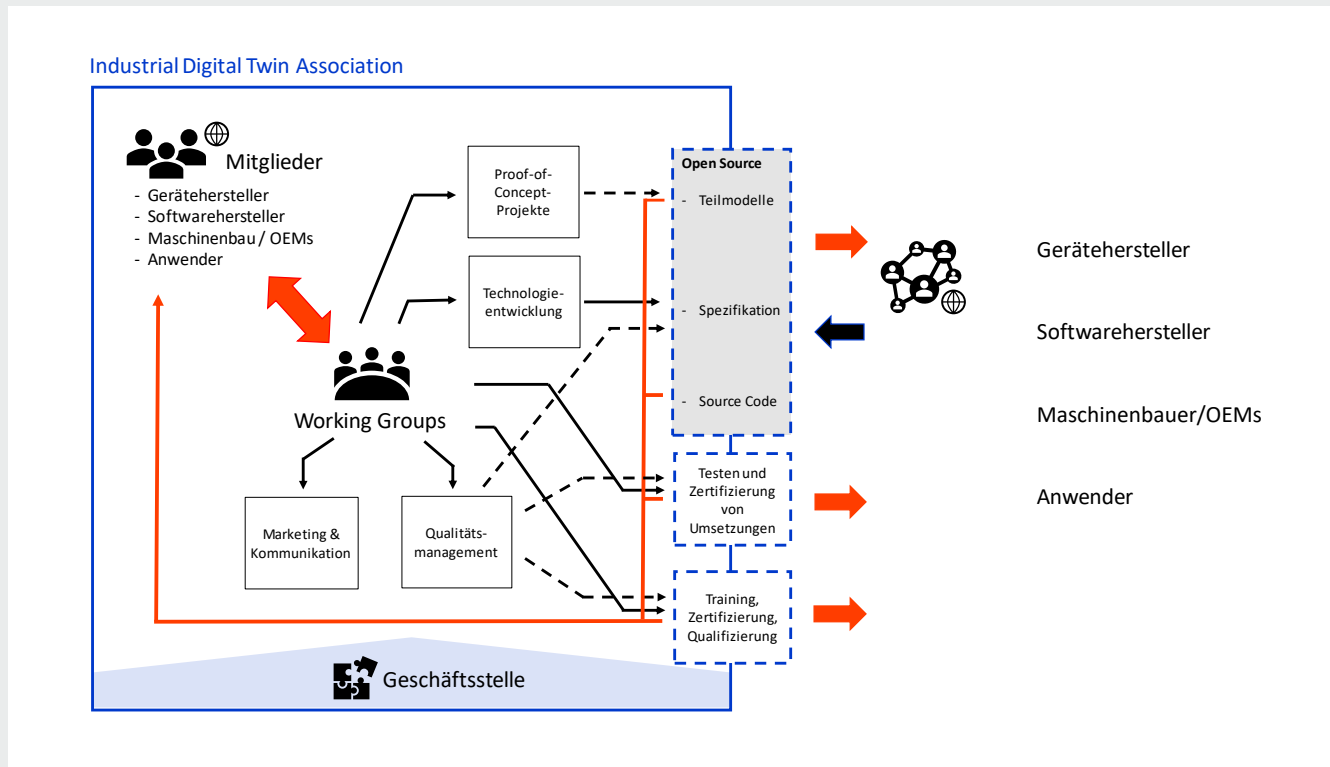 Industrial Digital Twin Association
Mitglieder
- Gerätehersteller
- Softwarehersteller
- Maschinenbau / OEMs
- Anwender
Proof-of-
Concept-
Projekte
Technologie-
entwicklung
Working Groups
Marketing &
Kommunikation
Qualitäts-
management
Open Source
- Teilmodelle
- Spezifikation
- Source Code
Testen und
Zertifizierung
von
Umsetzungen
Training,
Zertifizierung,
Qualifizierung
Geschäftsstelle
Gerätehersteller
Softwarehersteller
Maschinenbauer/OEMs
Anwender